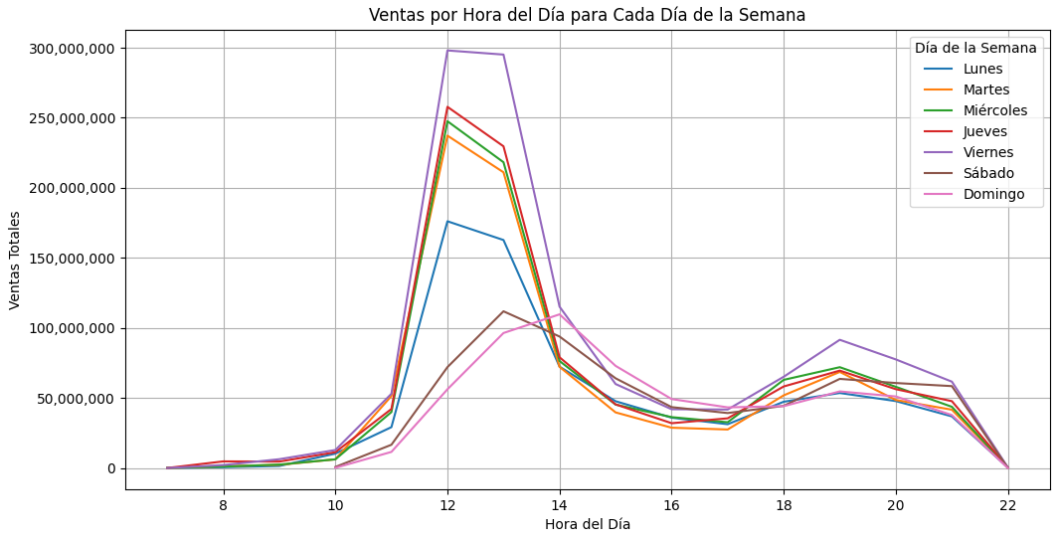 Ventas por Hora del Día para Cada Día de la Semana
Ventas Totales
300,000,000
250,000,000
200,000,000
150,000,000
100,000,000
50,000,000
0
Día de la Semana
Lunes
Martes
Miércoles
Jueves
Viernes
Sábado
Domingo
8 10 12 14 16 18 20 22
Hora del Día